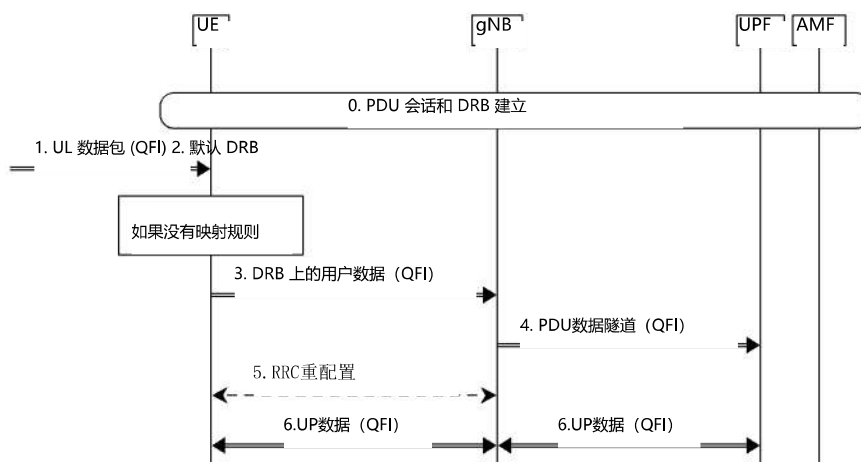 UE
gNB
UPF
AMF
0. PDU 会话和 DRB 建立
1. UL 数据包 (QFI) 2. 默认 DRB
如果没有映射规则
3. DRB 上的用户数据（QFI）
4. PDU数据隧道（QFI）
5. RRC重配置
6.UP数据（QFI）
6.UP数据（QFI）